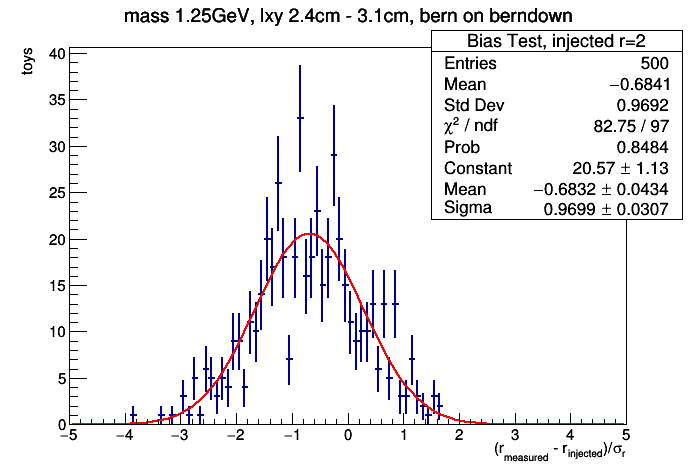 mass 1.25GeV, lxy 2.4cm - 3.1cm, bern on berndown
toys
Bias Test, injected r=2
Entries 500
Mean −0.6841
Std Dev 0.9692
χ² / ndf 82.75 / 97
Prob 0.8484
Constant 20.57 ± 1.13
Mean −0.6832 ± 0.0434
Sigma 0.9699 ± 0.0307
40
35
30
25
20
15
10
5
0
−5 −4 −3 −2 −1 0 1 2 3 4 5
(r_measured - r_injected)/σ_r